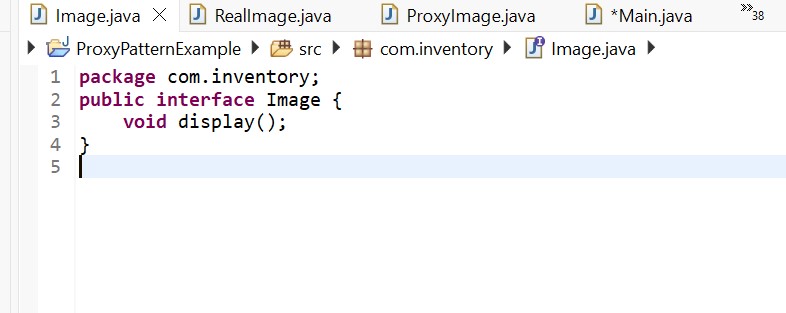 Image.java RealImage.java ProxyImage.java *Main.java 38
ProxyPatternExample src com.inventory Image.java
1 package com.inventory;
2 public interface Image {
3     void display();
4 }
5